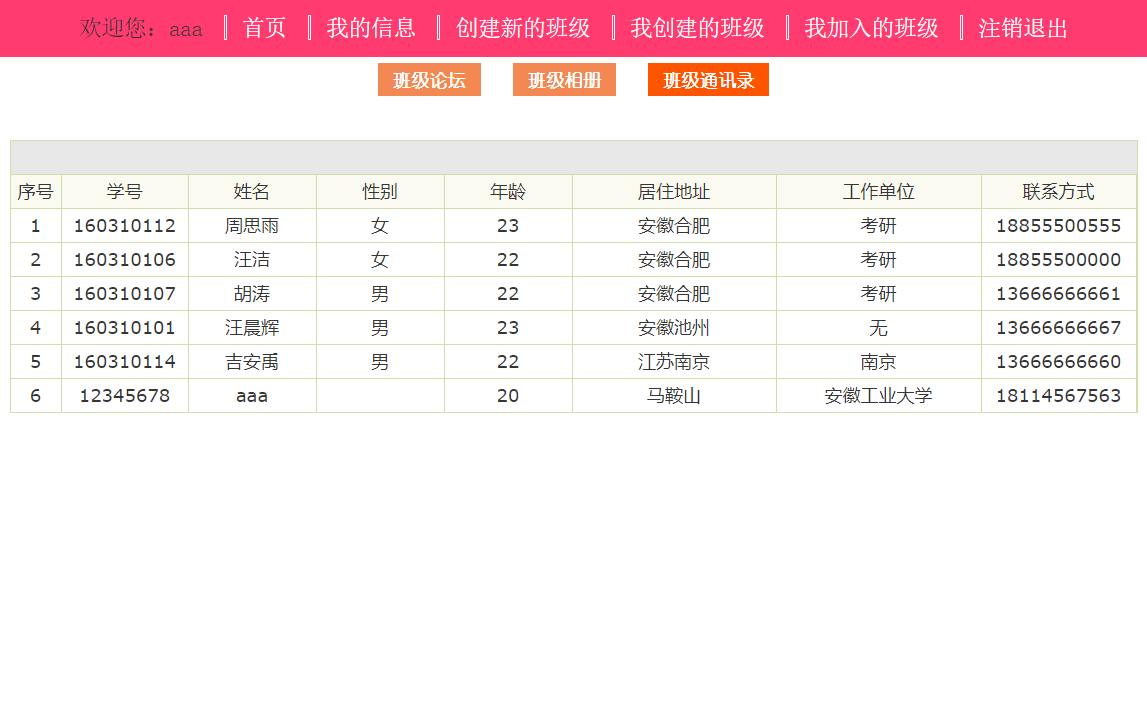 欢迎您：aaa 首页 我的信息 创建新的班级 我创建的班级 我加入的班级 注销退出
班级论坛 班级相册 班级通讯录
序号 学号 姓名 性别 年龄 居住地址 工作单位 联系方式
1 160310112 周思雨 女 23 安徽合肥 考研 18855500555
2 160310106 汪洁 女 22 安徽合肥 考研 18855500000
3 160310107 胡涛 男 22 安徽合肥 考研 13666666661
4 160310101 汪晨辉 男 23 安徽池州 无 13666666667
5 160310114 吉安禹 男 22 江苏南京 南京 13666666660
6 12345678 aaa 20 马鞍山 安徽工业大学 18114567563